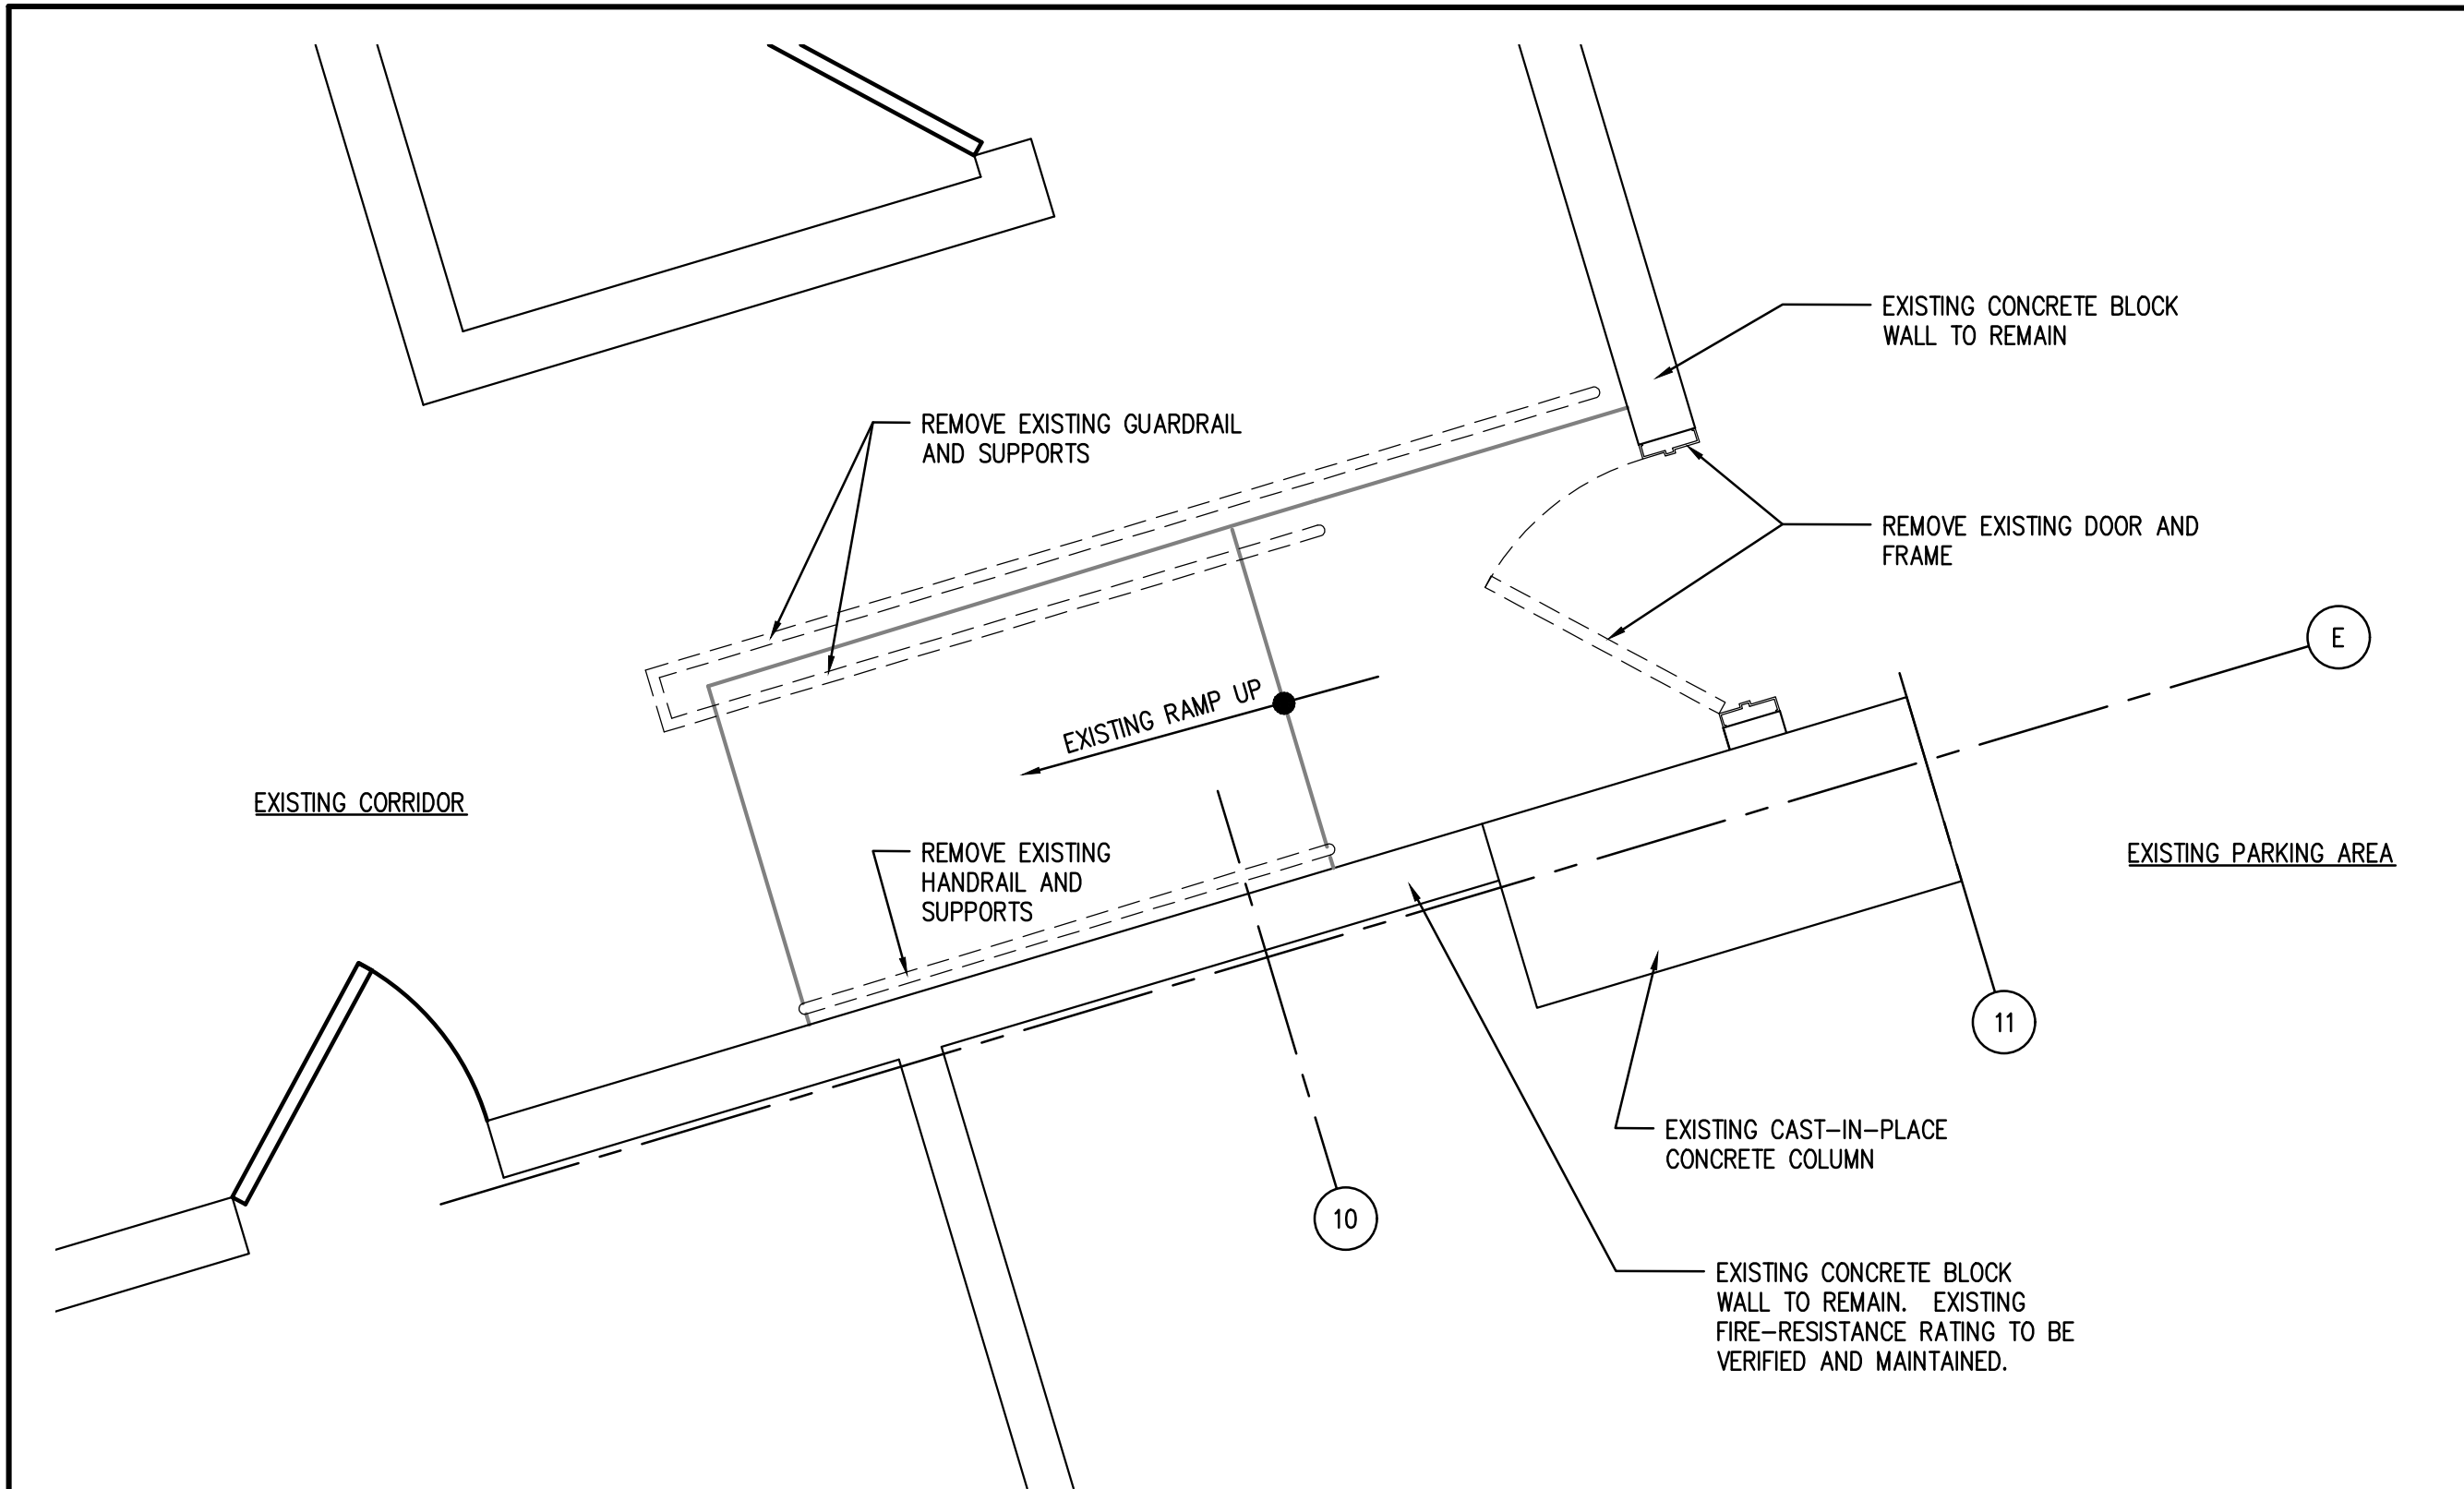 EXISTING CONCRETE BLOCK
WALL TO REMAIN
REMOVE EXISTING GUARDRAIL
AND SUPPORTS
REMOVE EXISTING DOOR AND
FRAME
E
EXISTING RAMP UP
EXISTING CORRIDOR
REMOVE EXISTING
HANDRAIL AND
SUPPORTS
EXISTING PARKING AREA
11
EXISTING CAST-IN-PLACE
CONCRETE COLUMN
10
EXISTING CONCRETE BLOCK
WALL TO REMAIN. EXISTING
FIRE-RESISTANCE RATING TO BE
VERIFIED AND MAINTAINED.